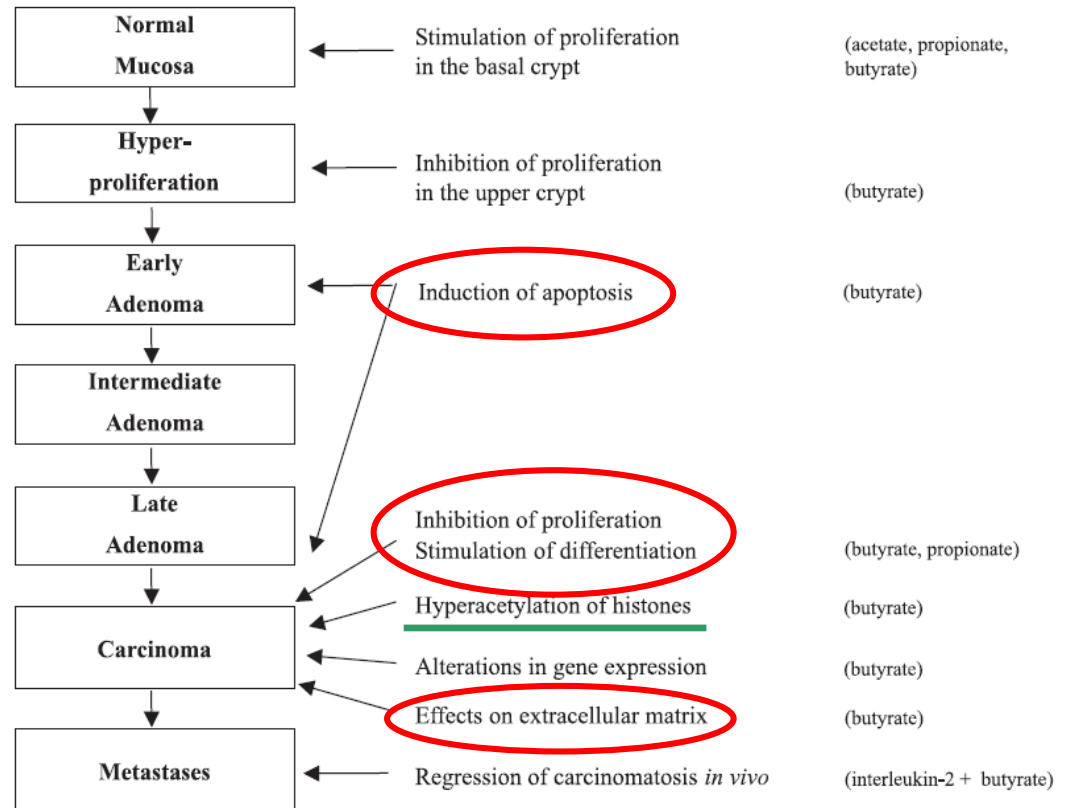 Normal
Mucosa
Stimulation of proliferation
in the basal crypt
(acetate, propionate,
butyrate)
Hyper-
proliferation
Inhibition of proliferation
in the upper crypt
(butyrate)
Early
Adenoma
Induction of apoptosis
(butyrate)
Intermediate
Adenoma
Late
Adenoma
Inhibition of proliferation
Stimulation of differentiation
(butyrate, propionate)
Hyperacetylation of histones
(butyrate)
Carcinoma
Alterations in gene expression
(butyrate)
Effects on extracellular matrix
(butyrate)
Metastases
Regression of carcinomatosis in vivo
(interleukin-2 + butyrate)